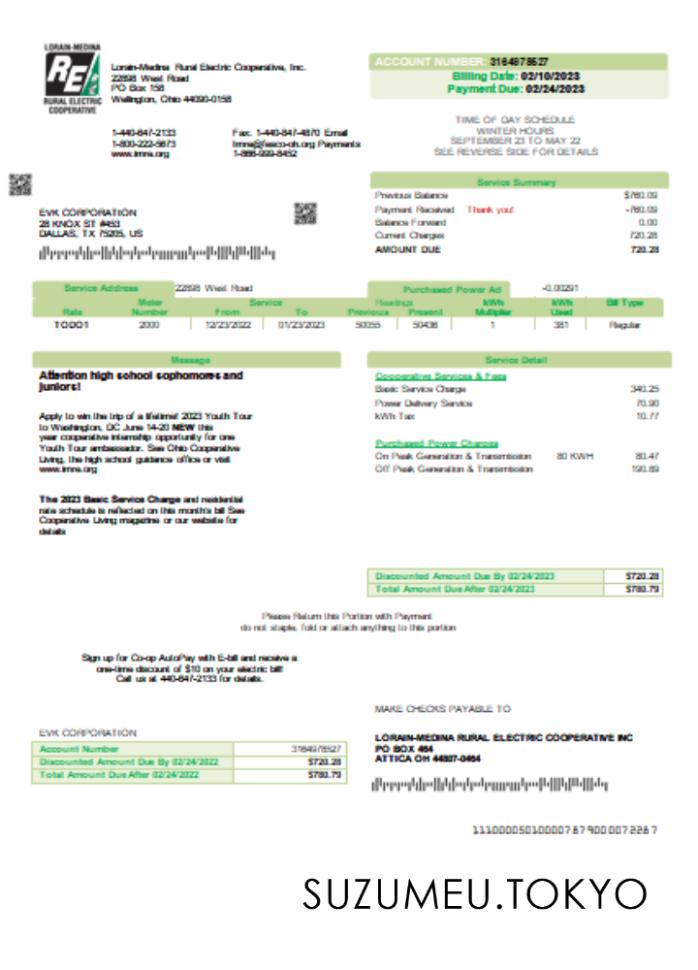 LORAIN-MEDINA
RE
RURAL ELECTRIC
COOPERATIVE
Lorain-Medina Rural Electric Cooperative, Inc.
22898 West Road
PO Box 158
Wellington, Ohio 44090-0158
1-440-647-2133 Fax. 1-440-647-4870 Email
1-800-222-5673 lmre@feeco-oh.org Payments
www.lmre.org 1-866-999-8452
ACCOUNT NUMBER: 3164978527
Billing Date: 02/10/2023
Payment Due: 02/24/2023
TIME OF DAY SCHEDULE
WINTER HOURS
SEPTEMBER 23 TO MAY 22
SEE REVERSE SIDE FOR DETAILS
EVK CORPORATION
28 KNOX ST #453
DALLAS, TX 75205, US
Service Summary
Previous Balance $760.09
Payment Received Thank you! -760.09
Balance Forward 0.00
Current Charges 720.28
AMOUNT DUE 720.28
Service Address 22898 West Road Purchased Power Ad -0.00291
Meter Service Readings kWh kWh Bill Type
Rate Number From To Previous Present Multiplier Used
TODO1 2000 12/23/2022 01/23/2023 50055 50436 1 381 Regular
Message
Attention high school sophomores and
juniors!
Apply to win the trip of a lifetime! 2023 Youth Tour
to Washington, DC June 14-20 NEW this
year cooperative internship opportunity for one
Youth Tour ambassador. See Ohio Cooperative
Living, the high school guidance office or visit
www.lmre.org
The 2023 Basic Service Charge and residential
rate schedule is reflected on this month's bill See
Cooperative Living magazine or our website for
details
Service Detail
Cooperative Services & Fees
Basic Service Charge 340.25
Power Delivery Service 70.90
kWh Tax 10.77
Purchased Power Charges
On Peak Generation & Transmission 80 KWH 80.47
Off Peak Generation & Transmission 190.89
Discounted Amount Due By 02/24/2023 $720.28
Total Amount Due After 02/24/2023 $780.79
Please Return this Portion with Payment
do not staple, fold or attach anything to this portion
Sign up for Co-op AutoPay with E-bill and receive a
one-time discount of $10 on your electric bill!
Call us at 440-647-2133 for details.
EVK CORPORATION
Account Number 3164978527
Discounted Amount Due By 02/24/2022 $720.28
Total Amount Due After 02/24/2022 $780.79
MAKE CHECKS PAYABLE TO
LORAIN-MEDINA RURAL ELECTRIC COOPERATIVE INC
PO BOX 464
ATTICA OH 44807-0464
11100005010000787900072287
SUZUMEU.TOKYO